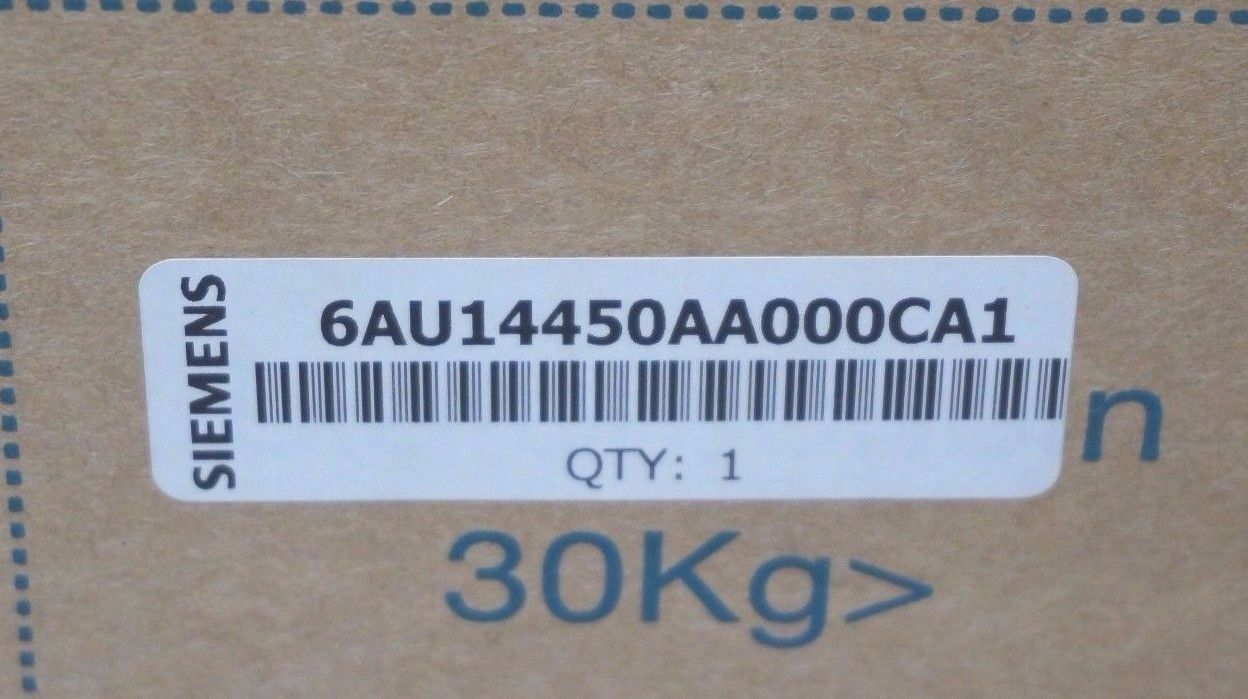 SIEMENS
6AU14450AA000CA1
QTY: 1
n
30Kg>